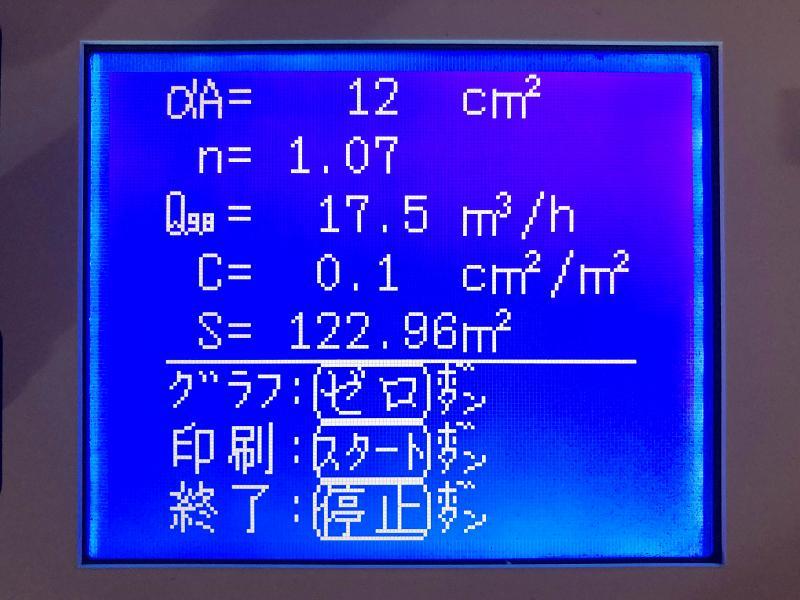 αA= 12 cm²
n= 1.07
Q₉.₈= 17.5 m³/h
C= 0.1 cm²/m²
S= 122.96m²
グラフ:ゼロボタン
印刷:スタートボタン
終了:停止ボタン